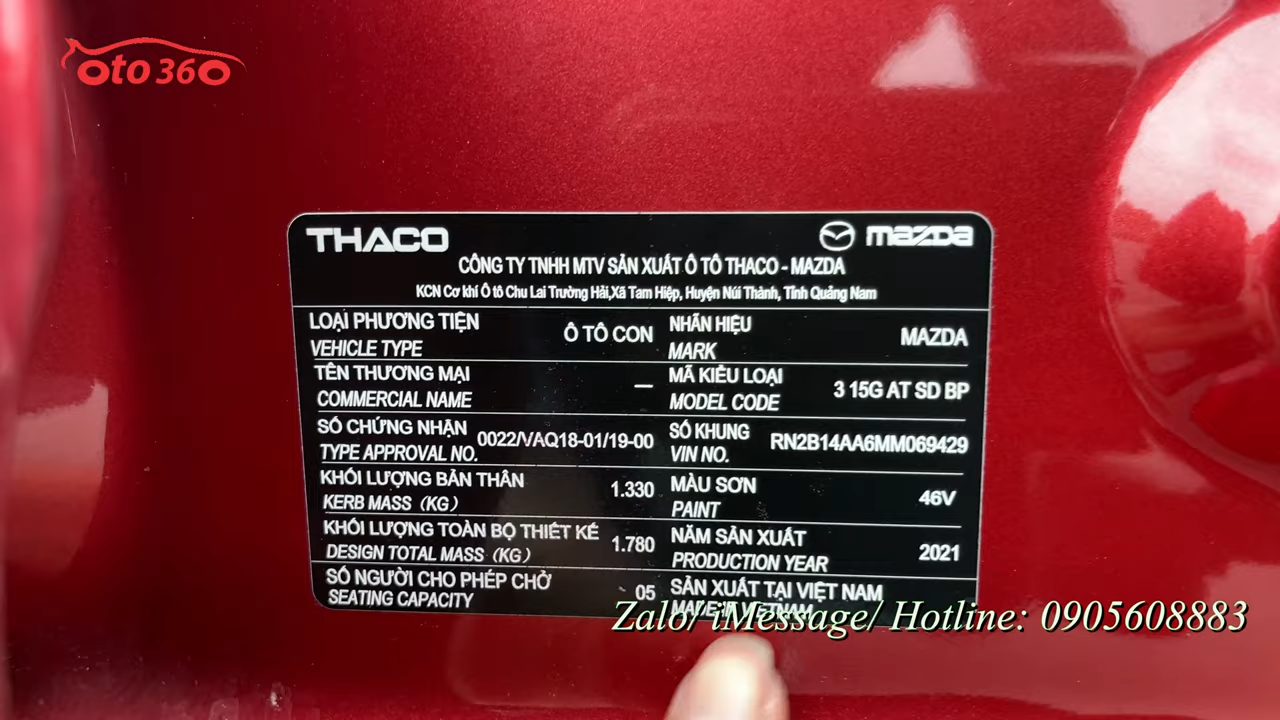 oto 360
THACO
mazda
CÔNG TY TNHH MTV SẢN XUẤT Ô TÔ THACO - MAZDA
KCN Cơ khí Ô tô Chu Lai Trường Hải,Xã Tam Hiệp, Huyện Núi Thành, Tỉnh Quảng Nam
LOẠI PHƯƠNG TIỆN
VEHICLE TYPE
Ô TÔ CON
NHÃN HIỆU
MARK
MAZDA
TÊN THƯƠNG MẠI
COMMERCIAL NAME
—
MÃ KIỂU LOẠI
MODEL CODE
3 15G AT SD BP
SỐ CHỨNG NHẬN
TYPE APPROVAL NO.
0022/VAQ18-01/19-00
SỐ KHUNG
VIN NO.
RN2B14AA6MM069429
KHỐI LƯỢNG BẢN THÂN
KERB MASS (KG)
1.330
MÀU SƠN
PAINT
46V
KHỐI LƯỢNG TOÀN BỘ THIẾT KẾ
DESIGN TOTAL MASS (KG)
1.780
NĂM SẢN XUẤT
PRODUCTION YEAR
2021
SỐ NGƯỜI CHO PHÉP CHỞ
SEATING CAPACITY
05
SẢN XUẤT TẠI VIỆT NAM
MADE IN VIETNAM
Zalo/ iMessage/ Hotline: 0905608883